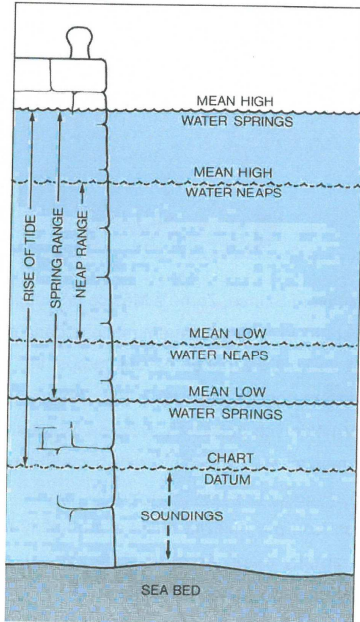 MEAN HIGH
WATER SPRINGS
MEAN HIGH
WATER NEAPS
RISE OF TIDE
SPRING RANGE
NEAP RANGE
MEAN LOW
WATER NEAPS
MEAN LOW
WATER SPRINGS
CHART
DATUM
SOUNDINGS
SEA BED